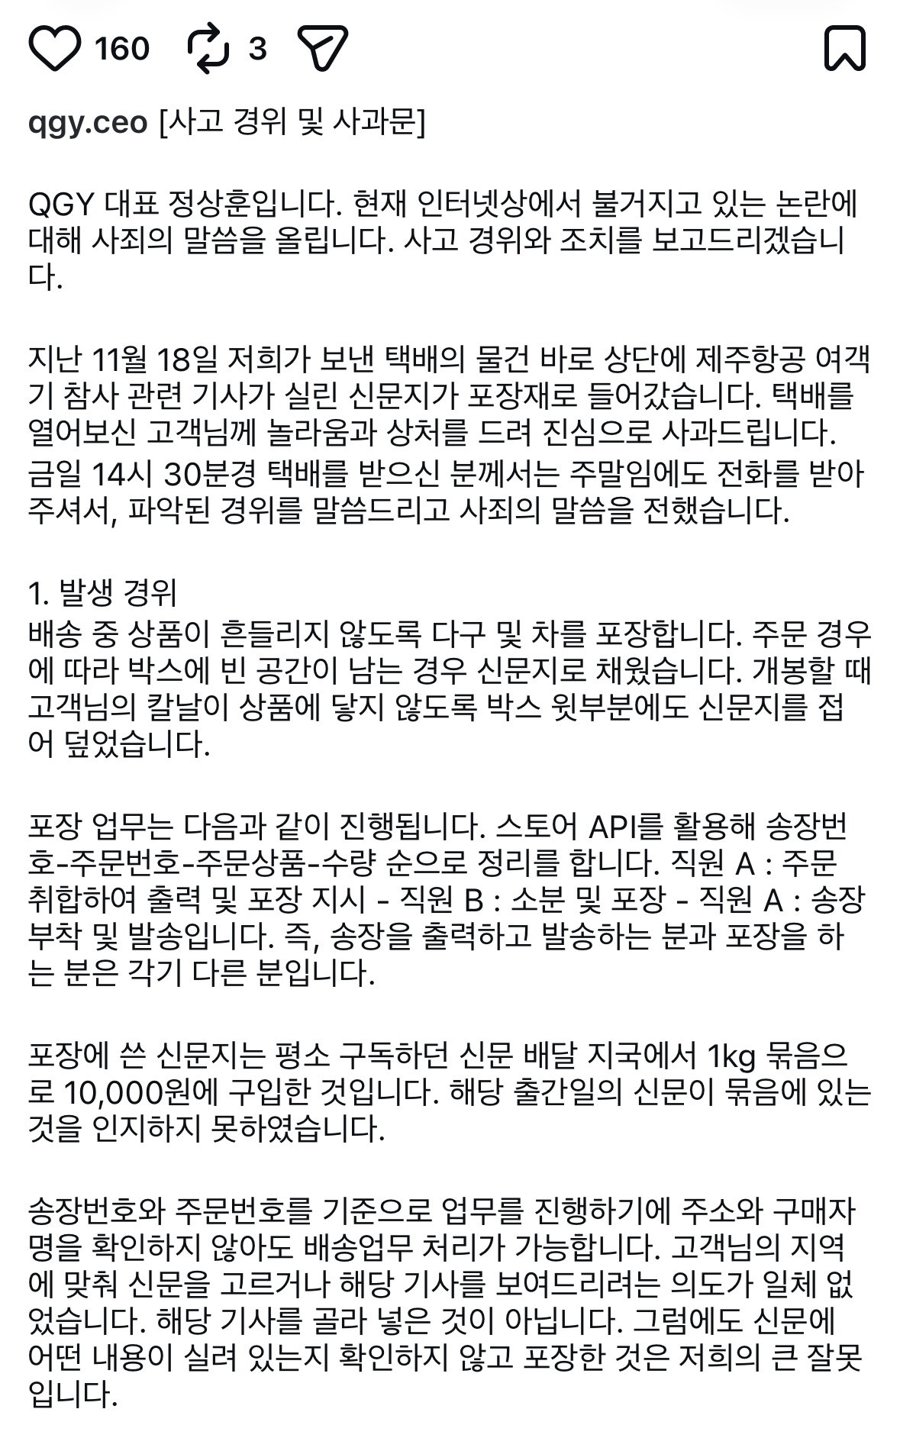 160 3
qgy.ceo [사고 경위 및 사과문]
QGY 대표 정상훈입니다. 현재 인터넷상에서 불거지고 있는 논란에
대해 사죄의 말씀을 올립니다. 사고 경위와 조치를 보고드리겠습니
다.
지난 11월 18일 저희가 보낸 택배의 물건 바로 상단에 제주항공 여객
기 참사 관련 기사가 실린 신문지가 포장재로 들어갔습니다. 택배를
열어보신 고객님께 놀라움과 상처를 드려 진심으로 사과드립니다.
금일 14시 30분경 택배를 받으신 분께서는 주말임에도 전화를 받아
주셔서, 파악된 경위를 말씀드리고 사죄의 말씀을 전했습니다.
1. 발생 경위
배송 중 상품이 흔들리지 않도록 다구 및 차를 포장합니다. 주문 경우
에 따라 박스에 빈 공간이 남는 경우 신문지로 채웠습니다. 개봉할 때
고객님의 칼날이 상품에 닿지 않도록 박스 윗부분에도 신문지를 접
어 덮었습니다.
포장 업무는 다음과 같이 진행됩니다. 스토어 API를 활용해 송장번
호-주문번호-주문상품-수량 순으로 정리를 합니다. 직원 A : 주문
취합하여 출력 및 포장 지시 - 직원 B : 소분 및 포장 - 직원 A : 송장
부착 및 발송입니다. 즉, 송장을 출력하고 발송하는 분과 포장을 하
는 분은 각기 다른 분입니다.
포장에 쓴 신문지는 평소 구독하던 신문 배달 지국에서 1kg 묶음으
로 10,000원에 구입한 것입니다. 해당 출간일의 신문이 묶음에 있는
것을 인지하지 못하였습니다.
송장번호와 주문번호를 기준으로 업무를 진행하기에 주소와 구매자
명을 확인하지 않아도 배송업무 처리가 가능합니다. 고객님의 지역
에 맞춰 신문을 고르거나 해당 기사를 보여드리려는 의도가 일체 없
었습니다. 해당 기사를 골라 넣은 것이 아닙니다. 그럼에도 신문에
어떤 내용이 실려 있는지 확인하지 않고 포장한 것은 저희의 큰 잘못
입니다.